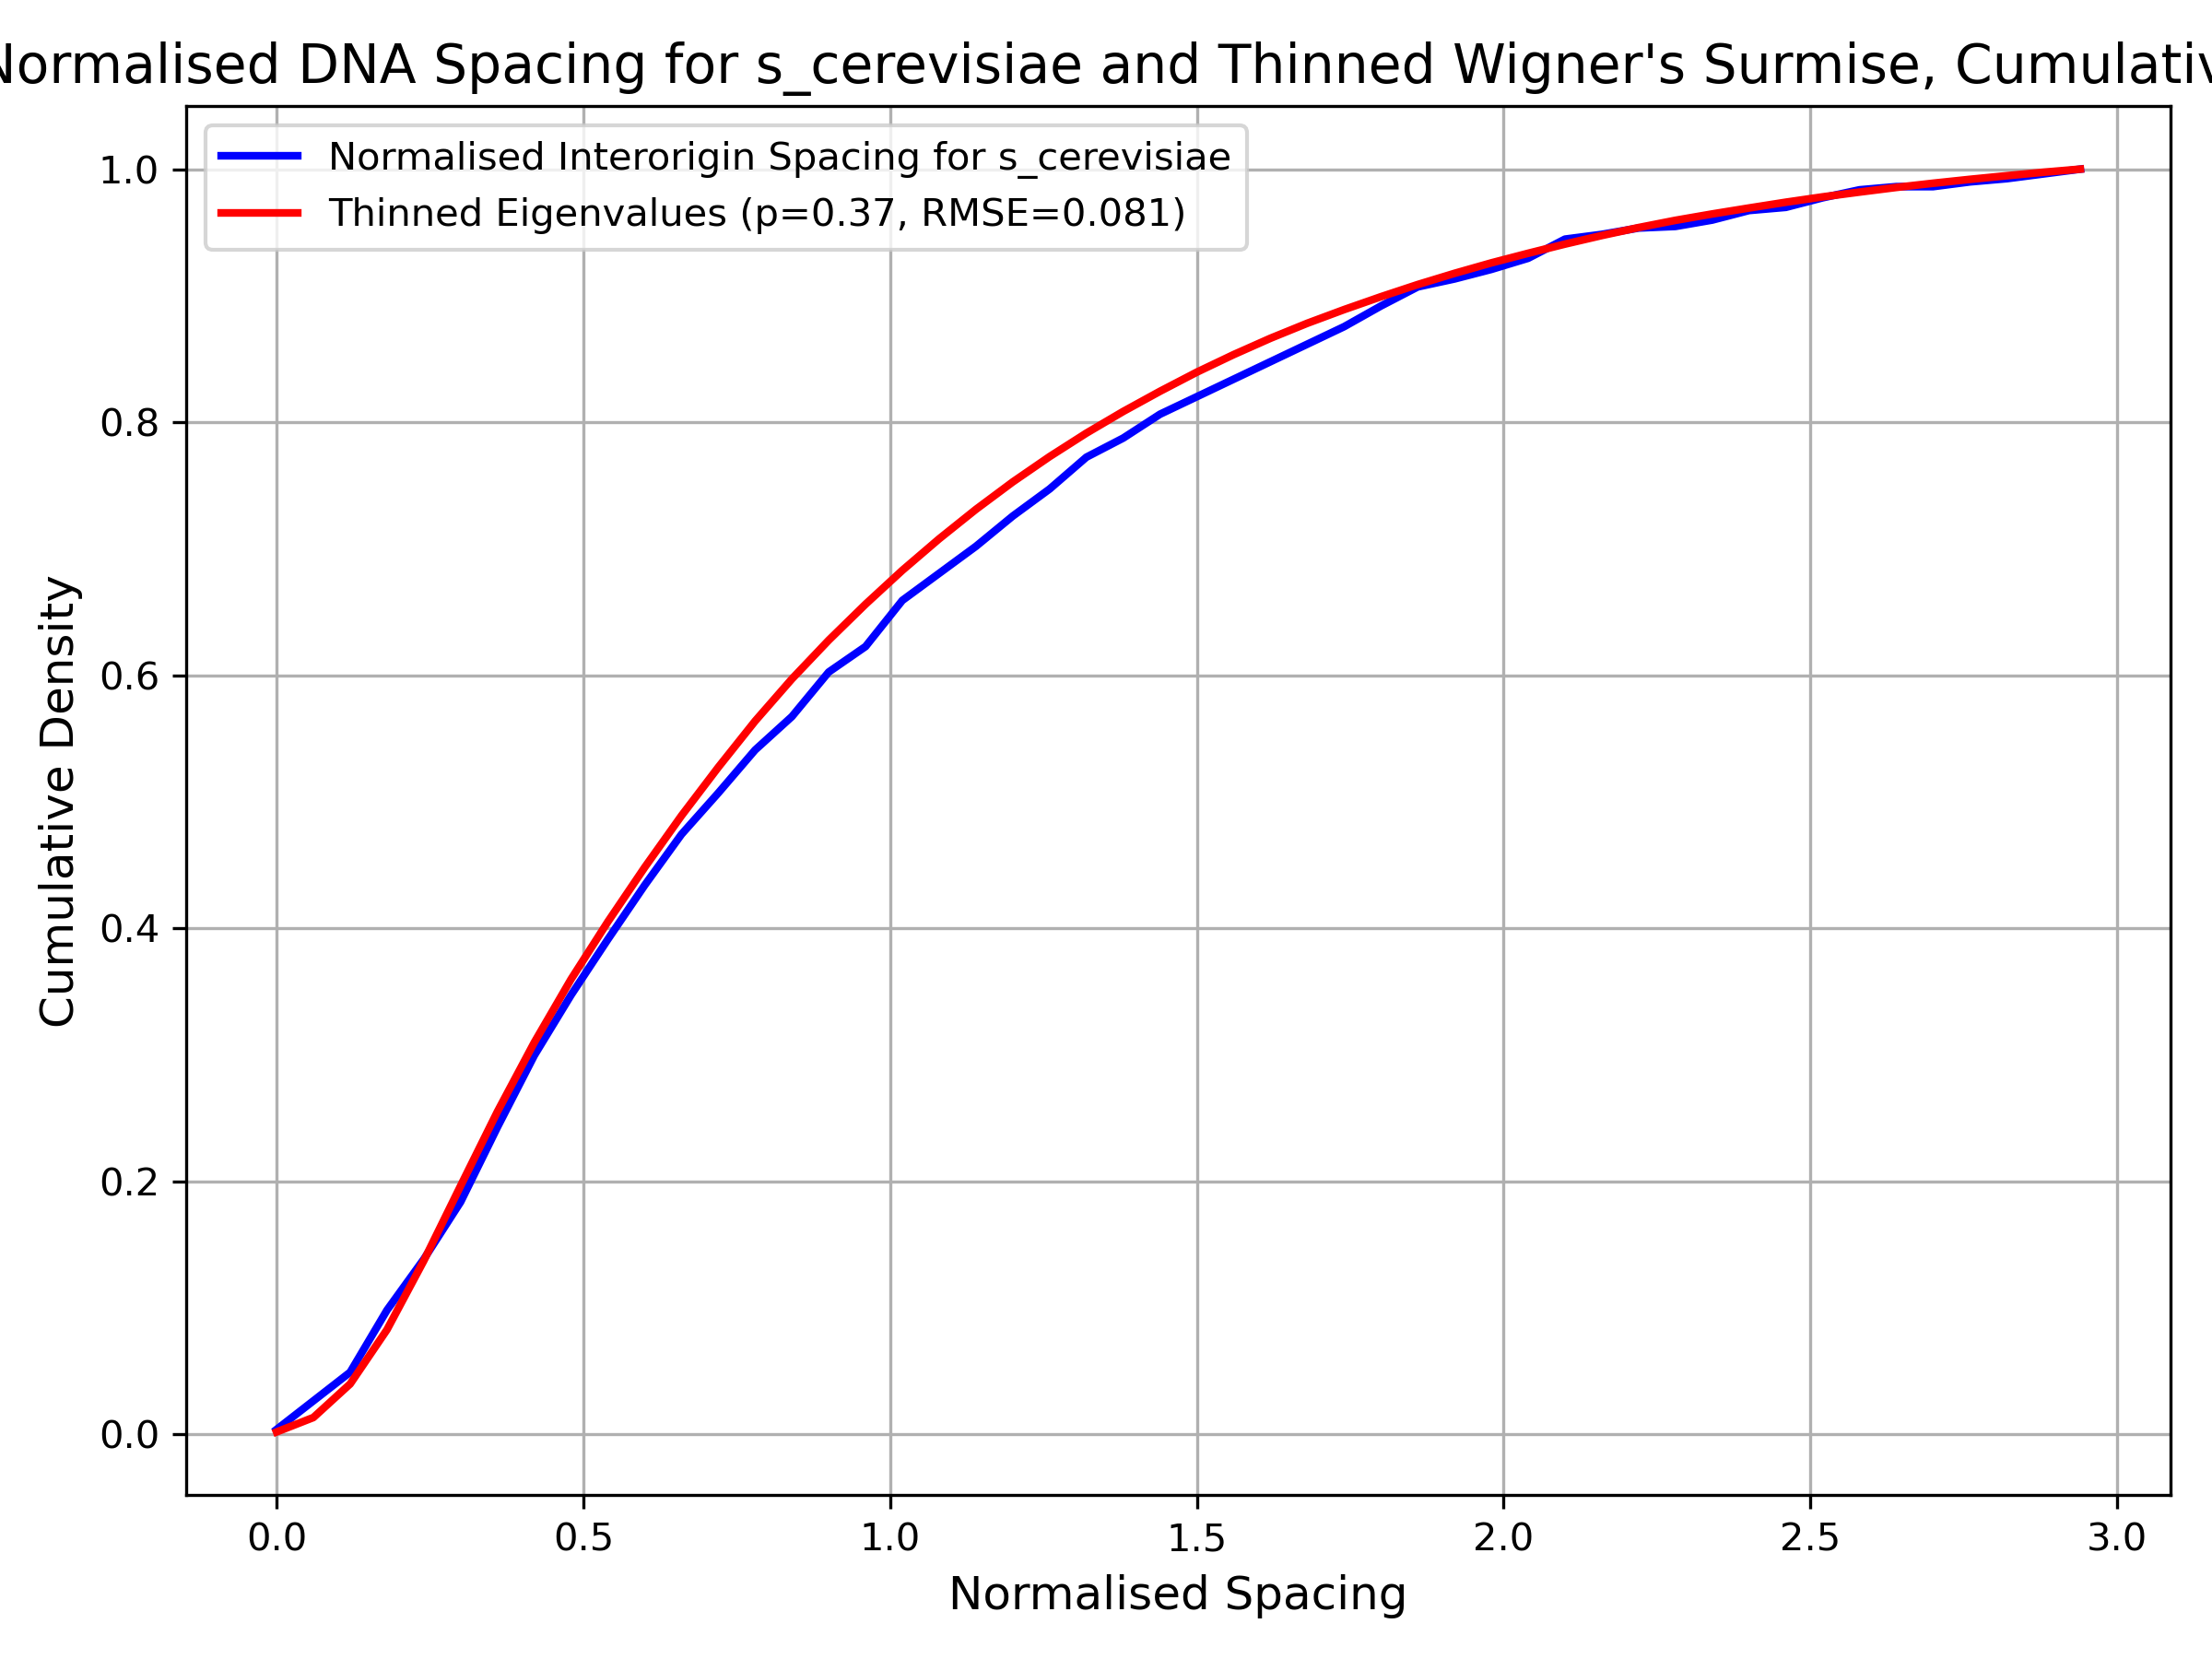 Normalised DNA Spacing for s_cerevisiae and Thinned Wigner's Surmise, Cumulativ
Normalised Interorigin Spacing for s_cerevisiae
Thinned Eigenvalues (p=0.37, RMSE=0.081)
1.0
0.8
0.6
0.4
0.2
0.0
Cumulative Density
0.0 0.5 1.0 1.5 2.0 2.5 3.0
Normalised Spacing